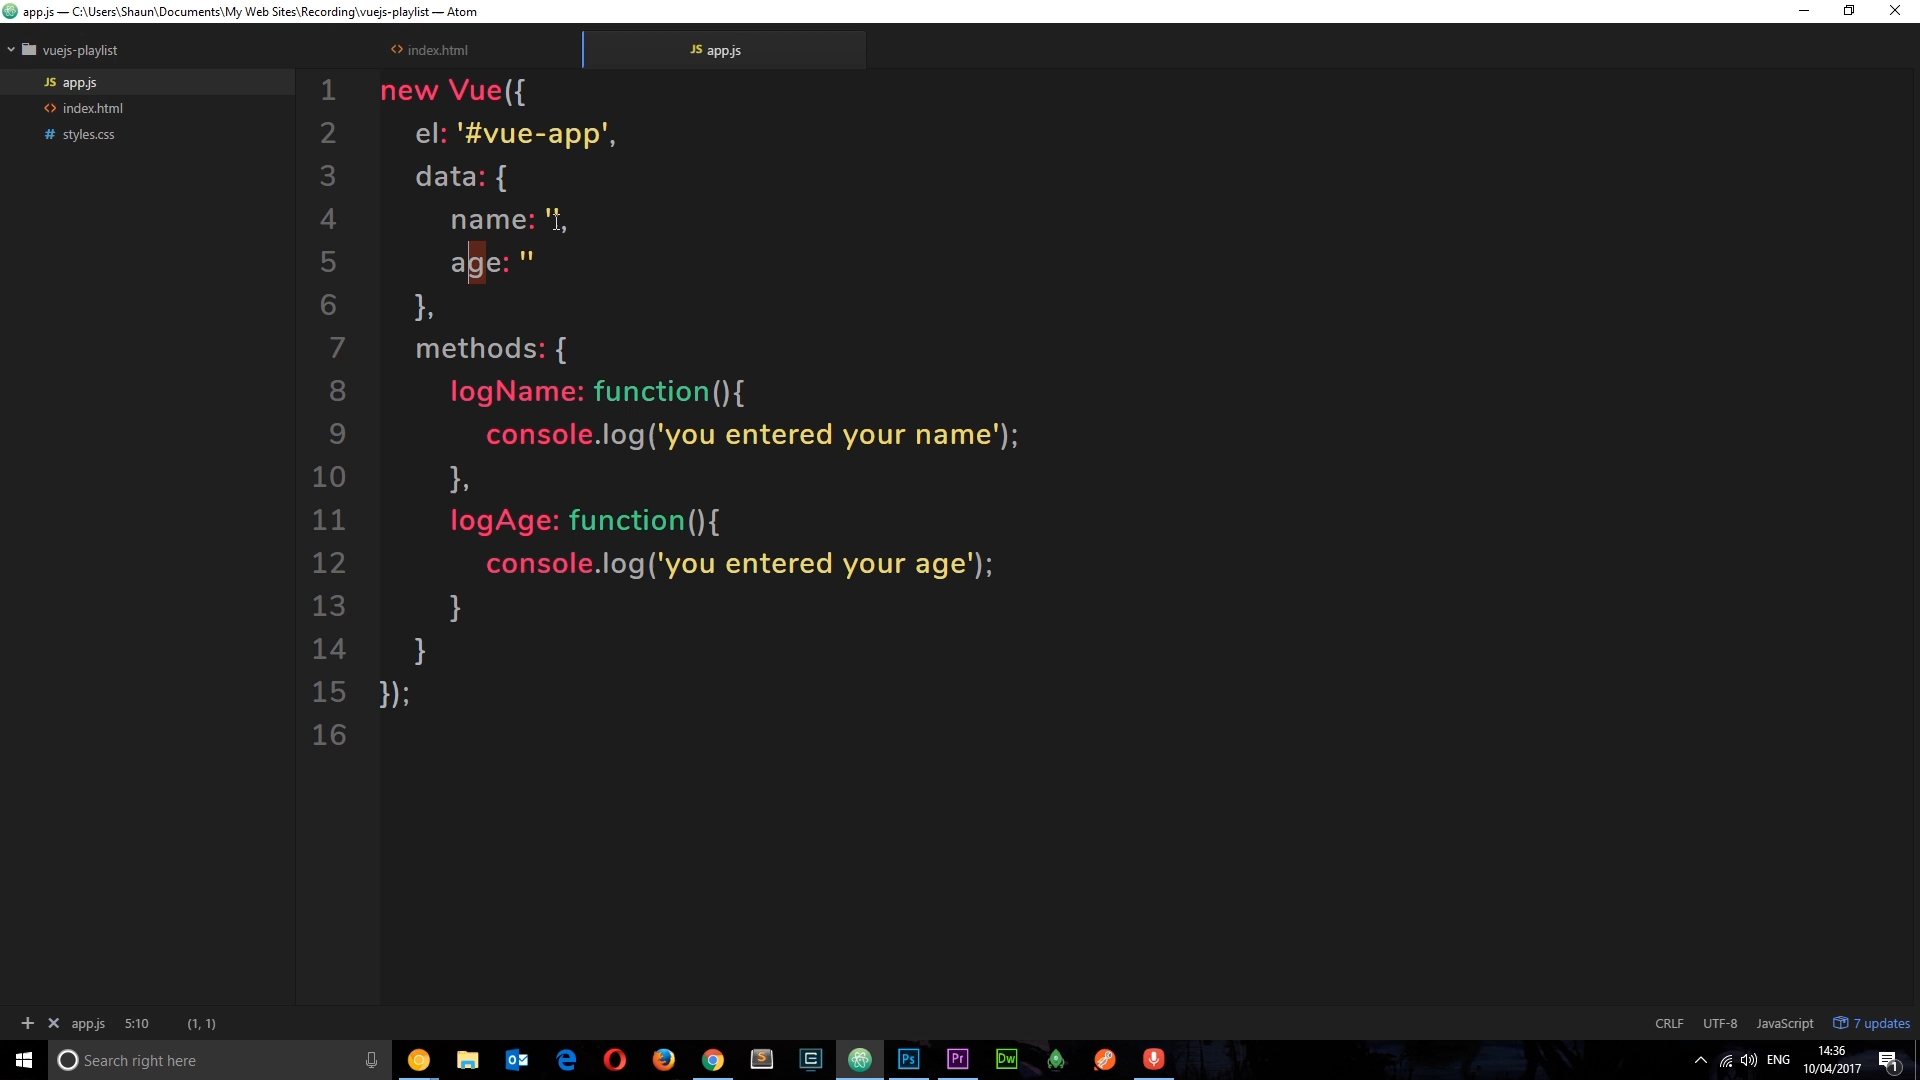 app.js — C:\Users\Shaun\Documents\My Web Sites\Recording\vuejs-playlist — Atom
vuejs-playlist
app.js
index.html
styles.css
index.html
app.js
1 new Vue({
2 el: '#vue-app',
3 data: {
4 name: '',
5 age: ''
6 },
7 methods: {
8 logName: function(){
9 console.log('you entered your name');
10 },
11 logAge: function(){
12 console.log('you entered your age');
13 }
14 }
15 });
16
app.js 5:10 (1, 1)
CRLF UTF-8 JavaScript 7 updates
Search right here
Ps
Pr
Dw
ENG
14:36
10/04/2017
1